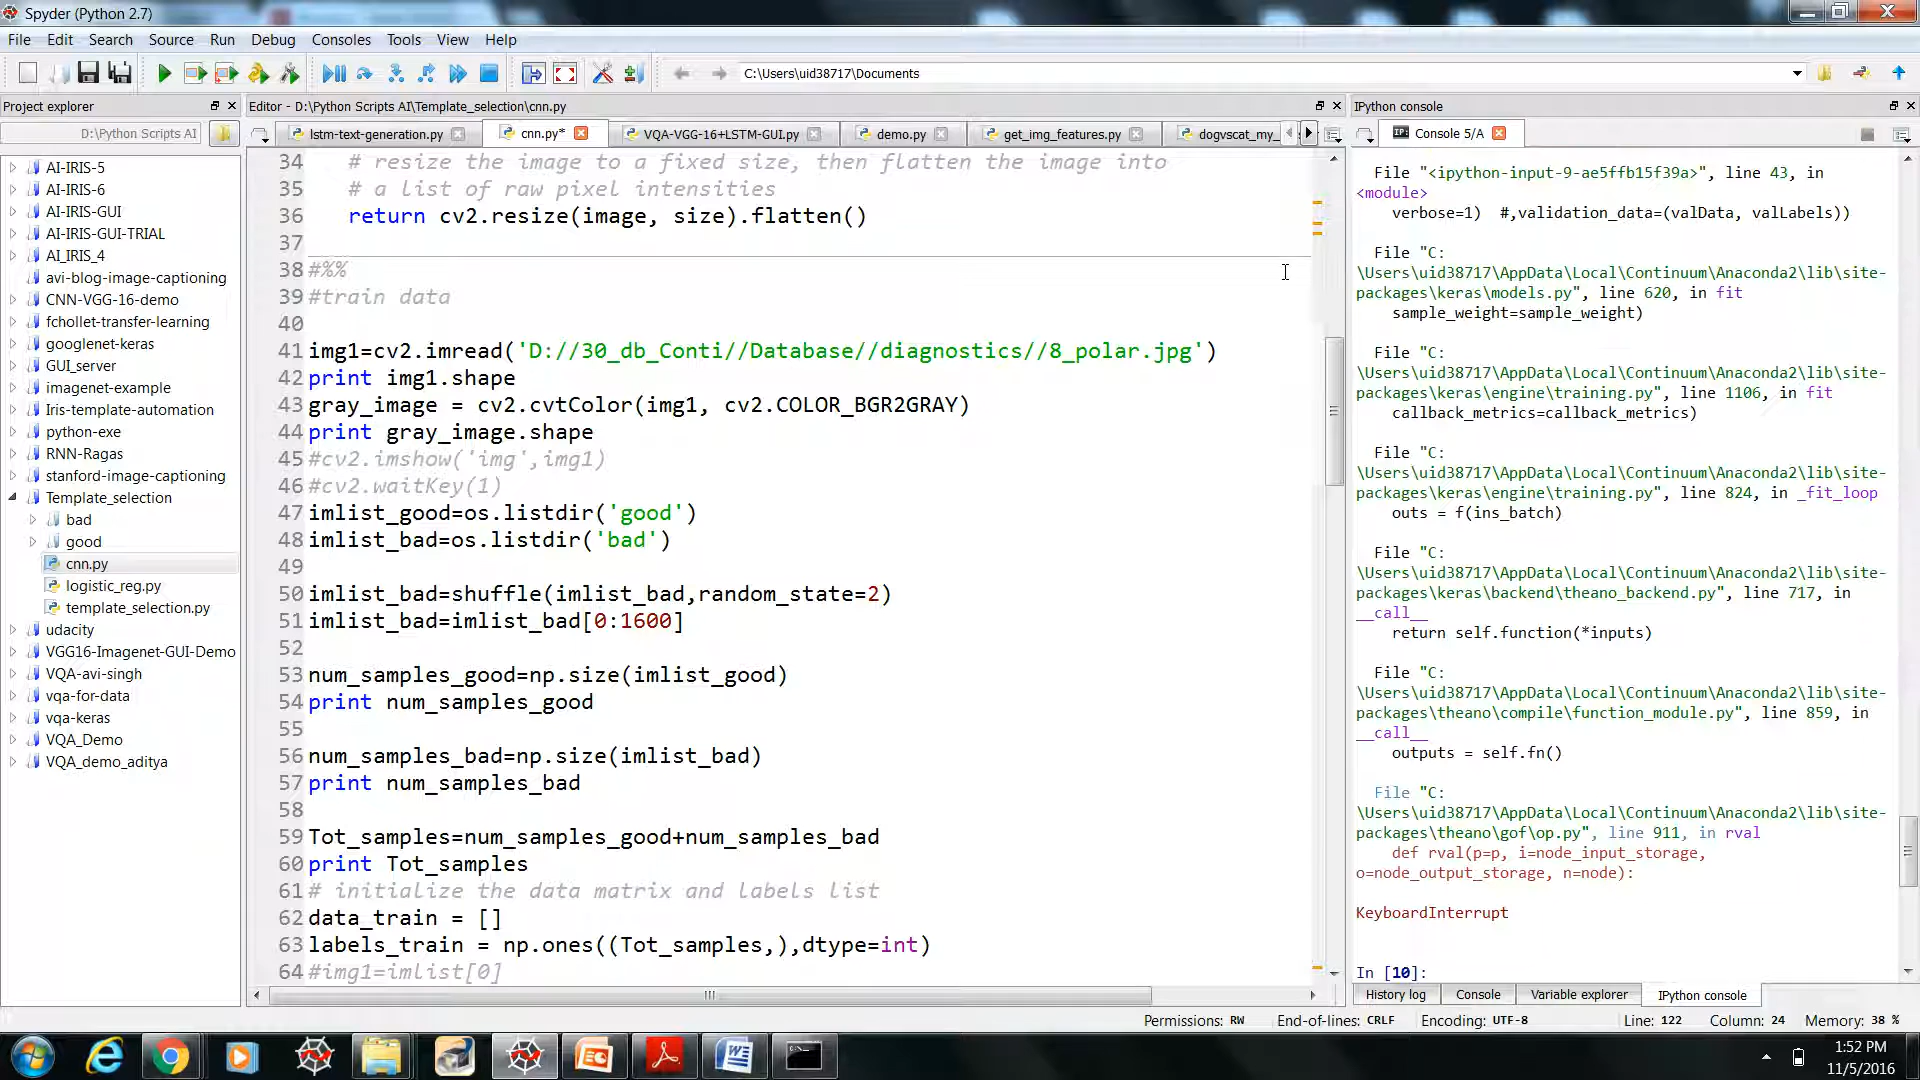 Spyder (Python 2.7)
File Edit Search Source Run Debug Consoles Tools View Help
C:\Users\uid38717\Documents
Project explorer
D:\Python Scripts AI
AI-IRIS-5
AI-IRIS-6
AI-IRIS-GUI
AI-IRIS-GUI-TRIAL
AI_IRIS_4
avi-blog-image-captioning
CNN-VGG-16-demo
fchollet-transfer-learning
googlenet-keras
GUI_server
imagenet-example
Iris-template-automation
python-exe
RNN-Ragas
stanford-image-captioning
Template_selection
bad
good
cnn.py
logistic_reg.py
template_selection.py
udacity
VGG16-Imagenet-GUI-Demo
VQA-avi-singh
vqa-for-data
vqa-keras
VQA_Demo
VQA_demo_aditya
Editor - D:\Python Scripts AI\Template_selection\cnn.py
lstm-text-generation.py cnn.py* VQA-VGG-16+LSTM-GUI.py demo.py get_img_features.py dogvscat_my_
34 # resize the image to a fixed size, then flatten the image into
35 # a list of raw pixel intensities
36 return cv2.resize(image, size).flatten()
37
38 #%%
39 #train data
40
41 img1=cv2.imread('D://30_db_Conti//Database//diagnostics//8_polar.jpg')
42 print img1.shape
43 gray_image = cv2.cvtColor(img1, cv2.COLOR_BGR2GRAY)
44 print gray_image.shape
45 #cv2.imshow('img',img1)
46 #cv2.waitKey(1)
47 imlist_good=os.listdir('good')
48 imlist_bad=os.listdir('bad')
49
50 imlist_bad=shuffle(imlist_bad,random_state=2)
51 imlist_bad=imlist_bad[0:1600]
52
53 num_samples_good=np.size(imlist_good)
54 print num_samples_good
55
56 num_samples_bad=np.size(imlist_bad)
57 print num_samples_bad
58
59 Tot_samples=num_samples_good+num_samples_bad
60 print Tot_samples
61 # initialize the data matrix and labels list
62 data_train = []
63 labels_train = np.ones((Tot_samples,),dtype=int)
64 #img1=imlist[0]
IPython console
IP: Console 5/A
File "<ipython-input-9-ae5ffb15f39a>", line 43, in
<module>
verbose=1) #,validation_data=(valData, valLabels))
File "C:
\Users\uid38717\AppData\Local\Continuum\Anaconda2\lib\site-
packages\keras\models.py", line 620, in fit
sample_weight=sample_weight)
File "C:
\Users\uid38717\AppData\Local\Continuum\Anaconda2\lib\site-
packages\keras\engine\training.py", line 1106, in fit
callback_metrics=callback_metrics)
File "C:
\Users\uid38717\AppData\Local\Continuum\Anaconda2\lib\site-
packages\keras\engine\training.py", line 824, in _fit_loop
outs = f(ins_batch)
File "C:
\Users\uid38717\AppData\Local\Continuum\Anaconda2\lib\site-
packages\keras\backend\theano_backend.py", line 717, in
__call__
return self.function(*inputs)
File "C:
\Users\uid38717\AppData\Local\Continuum\Anaconda2\lib\site-
packages\theano\compile\function_module.py", line 859, in
__call__
outputs = self.fn()
File "C:
\Users\uid38717\AppData\Local\Continuum\Anaconda2\lib\site-
packages\theano\gof\op.py", line 911, in rval
def rval(p=p, i=node_input_storage,
o=node_output_storage, n=node):
KeyboardInterrupt
In [10]:
History log Console Variable explorer IPython console
Permissions: RW End-of-lines: CRLF Encoding: UTF-8 Line: 122 Column: 24 Memory: 38 %
1:52 PM
11/5/2016